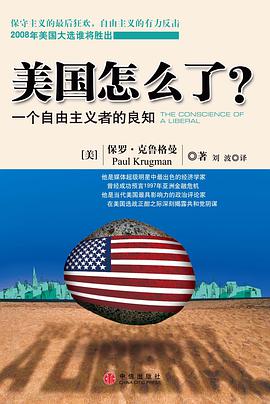 保守主义的最后狂欢，自由主义的有力反击
2008年美国大选谁将胜出
美国怎么了？
一个自由主义者的良知
THE CONSCIENCE OF
A LIBERAL
[美] 保罗·克鲁格曼 著 刘波 译
Paul Krugman
他是媒体超级明星中最出色的经济学家
曾经成功预言1997年亚洲金融危机
他是当代美国最具影响力的政治评论家
在美国选战正酣之际深刻揭露共和党阴谋
中信出版社
CHINA CITIC PRESS